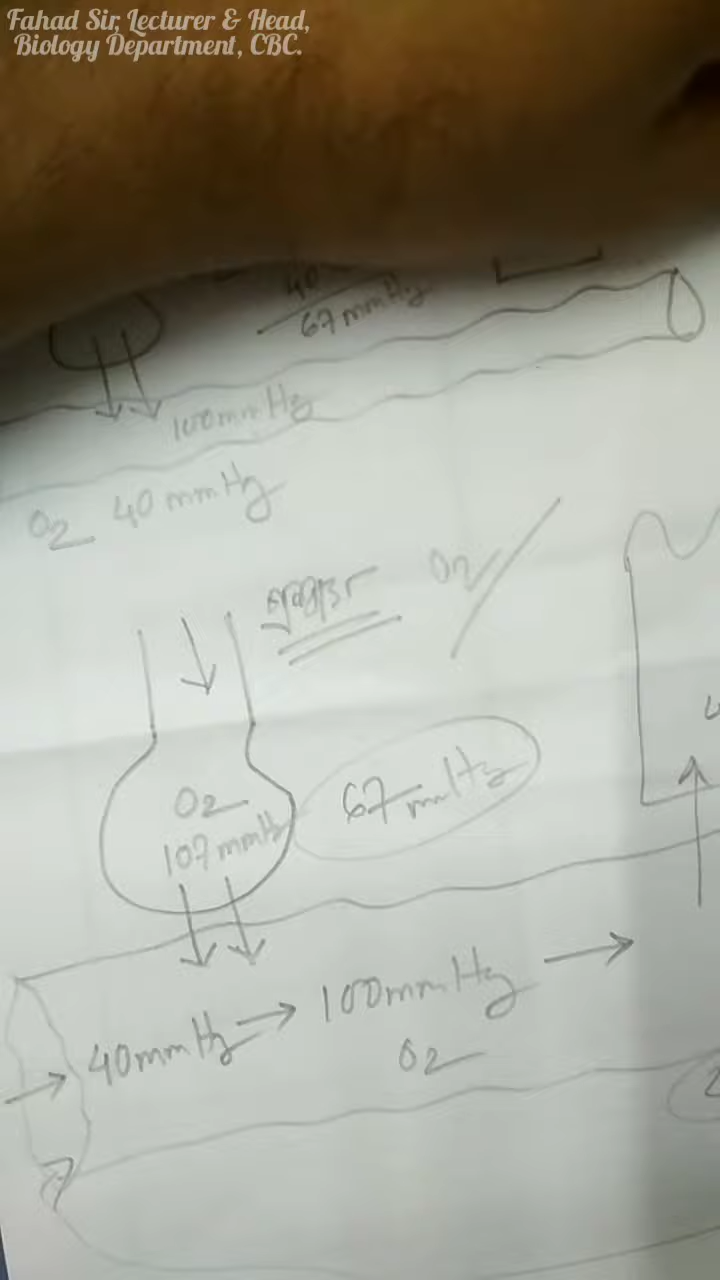 Fahad Sir, Lecturer & Head,
Biology Department, CBC.
40
67 mmHg
100mmHg
O2 40 mmHg
O2
O2
107 mmHg
67 mmHg
40mmHg → 100mmHg →
O2